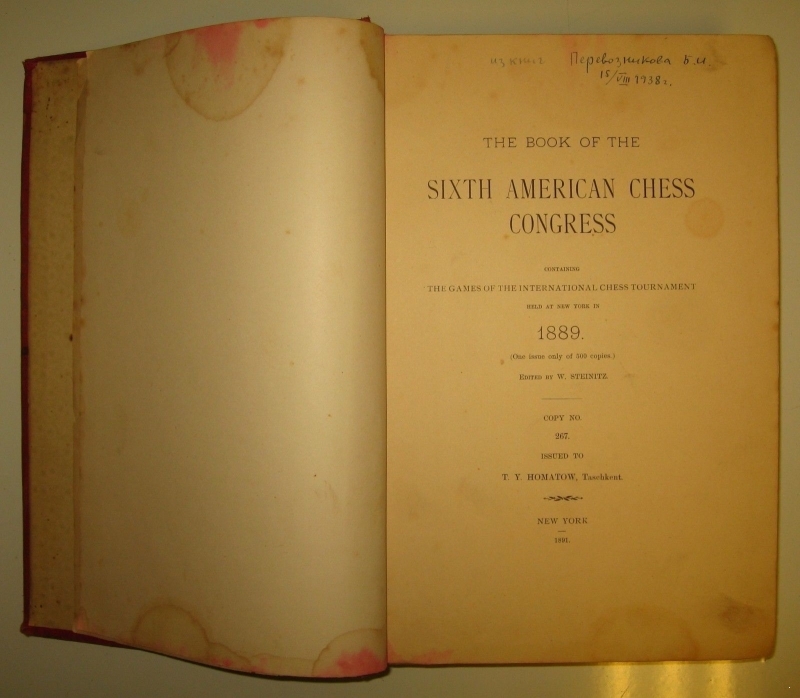 из книг Перевозникова Б.И.
15/VIII 1938 г.
THE BOOK OF THE
SIXTH AMERICAN CHESS
CONGRESS
CONTAINING
THE GAMES OF THE INTERNATIONAL CHESS TOURNAMENT
HELD AT NEW YORK IN
1889.
(One issue only of 500 copies.)
EDITED BY W. STEINITZ.
COPY NO.
267.
ISSUED TO
T. Y. HOMATOW, Taschkent.
NEW YORK
1891.